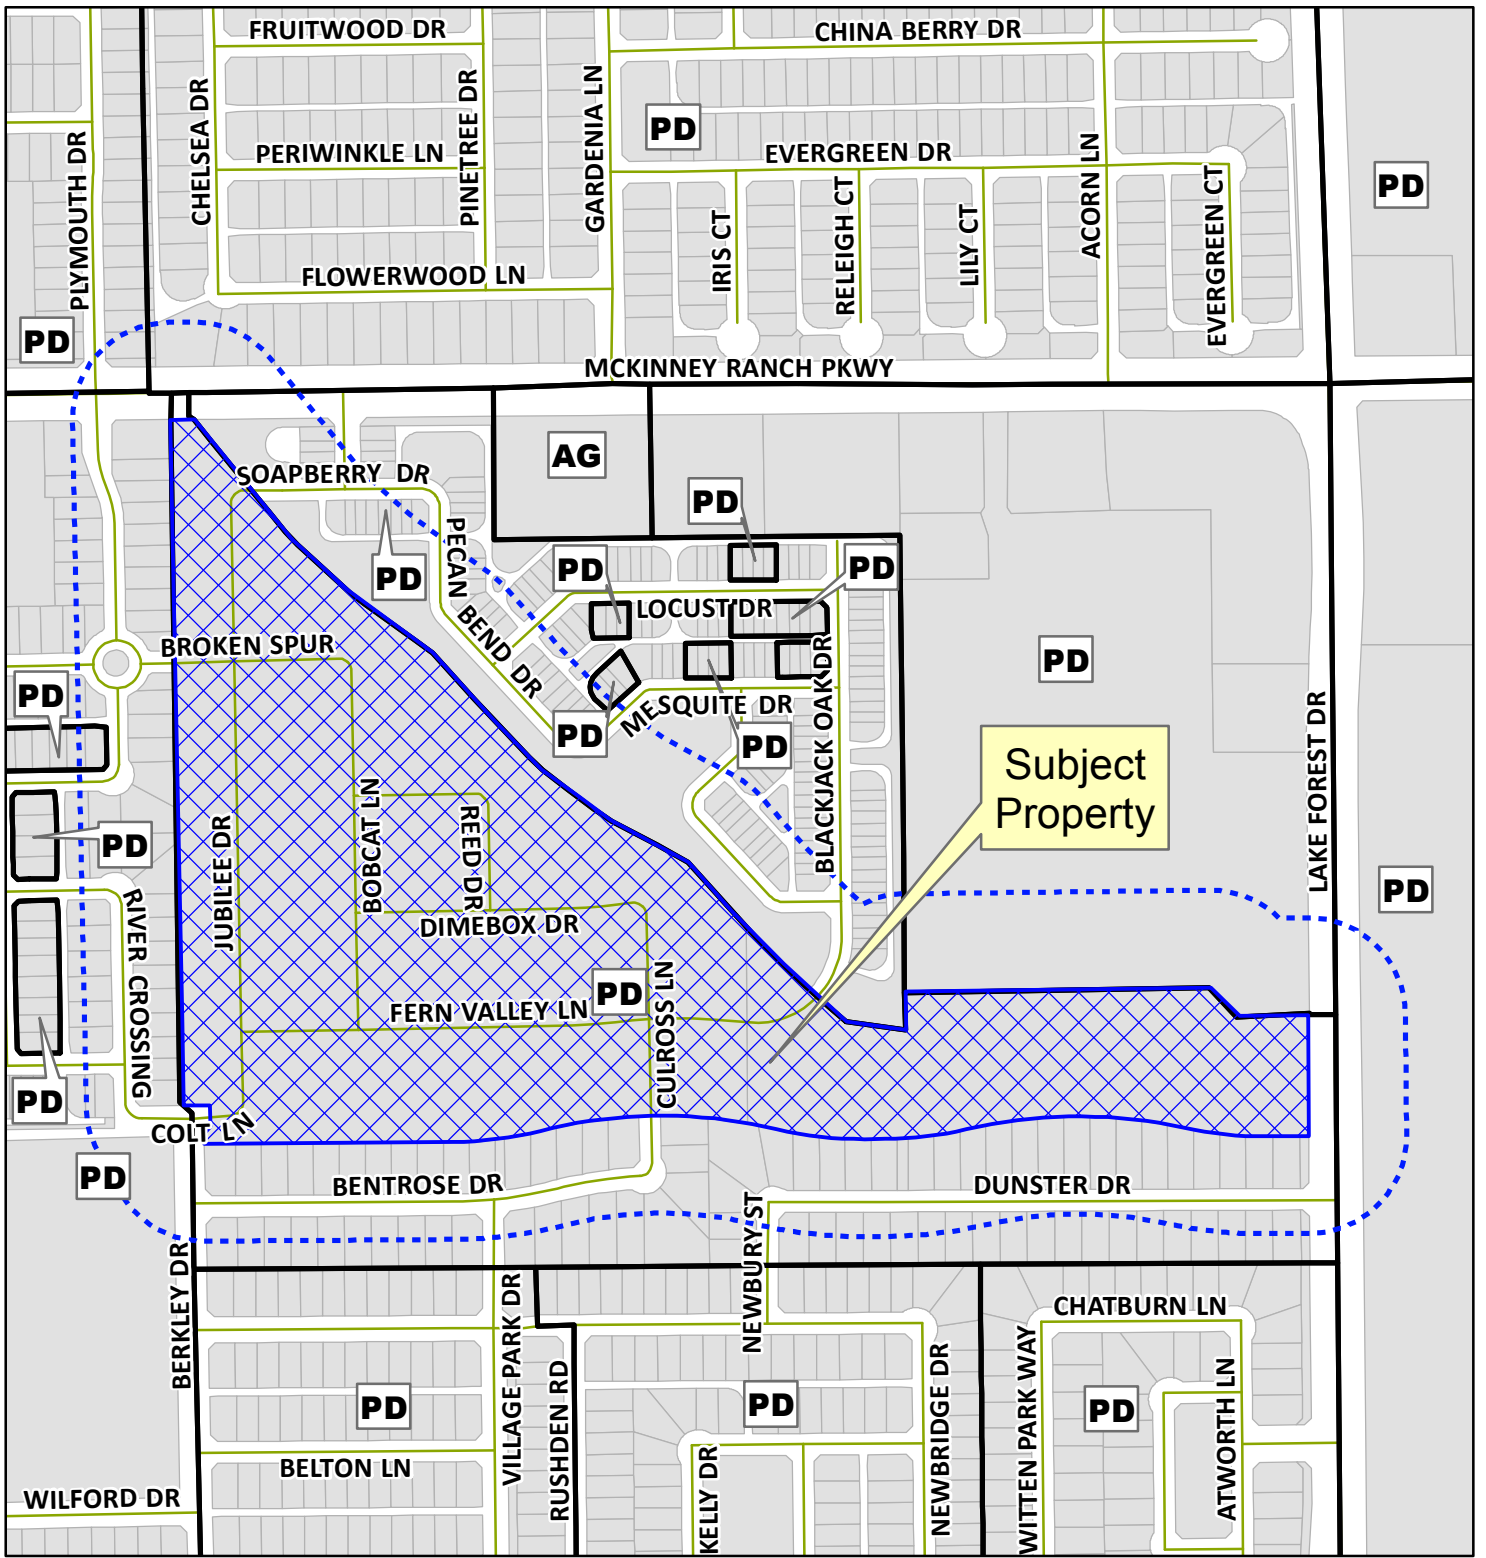 FRUITWOOD DR
CHINA BERRY DR
CHELSEA DR
PINETREE DR
GARDENIA LN
PD
PLYMOUTH DR
PERIWINKLE LN
EVERGREEN DR
ACORN LN
PD
IRIS CT
RELEIGH CT
LILY CT
EVERGREEN CT
FLOWERWOOD LN
PD
MCKINNEY RANCH PKWY
AG
SOAPBERRY DR
PD
PECAN BEND DR
PD
PD
PD
LOCUST DR
BROKEN SPUR
PD
PD
MESQUITE DR
PD
PD
BLACKJACK OAK DR
LAKE FOREST DR
Subject
Property
PD
JUBILEE DR
BOBCAT LN
REED DR
PD
RIVER CROSSING
DIMEBOX DR
PD
FERN VALLEY LN
CULROSS LN
PD
COLT LN
PD
BENTROSE DR
DUNSTER DR
NEWBURY ST
BERKLEY DR
VILLAGE PARK DR
CHATBURN LN
RUSHDEN RD
NEWBRIDGE DR
WITTEN PARK WAY
ATWORTH LN
PD
PD
PD
KELLY DR
BELTON LN
WILFORD DR